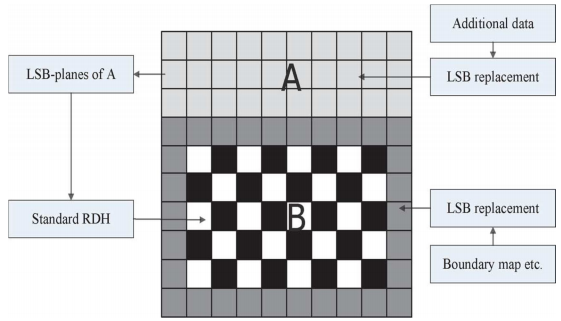 Additional data
LSB-planes of A
A
LSB replacement
Standard RDH
B
LSB replacement
Boundary map etc.